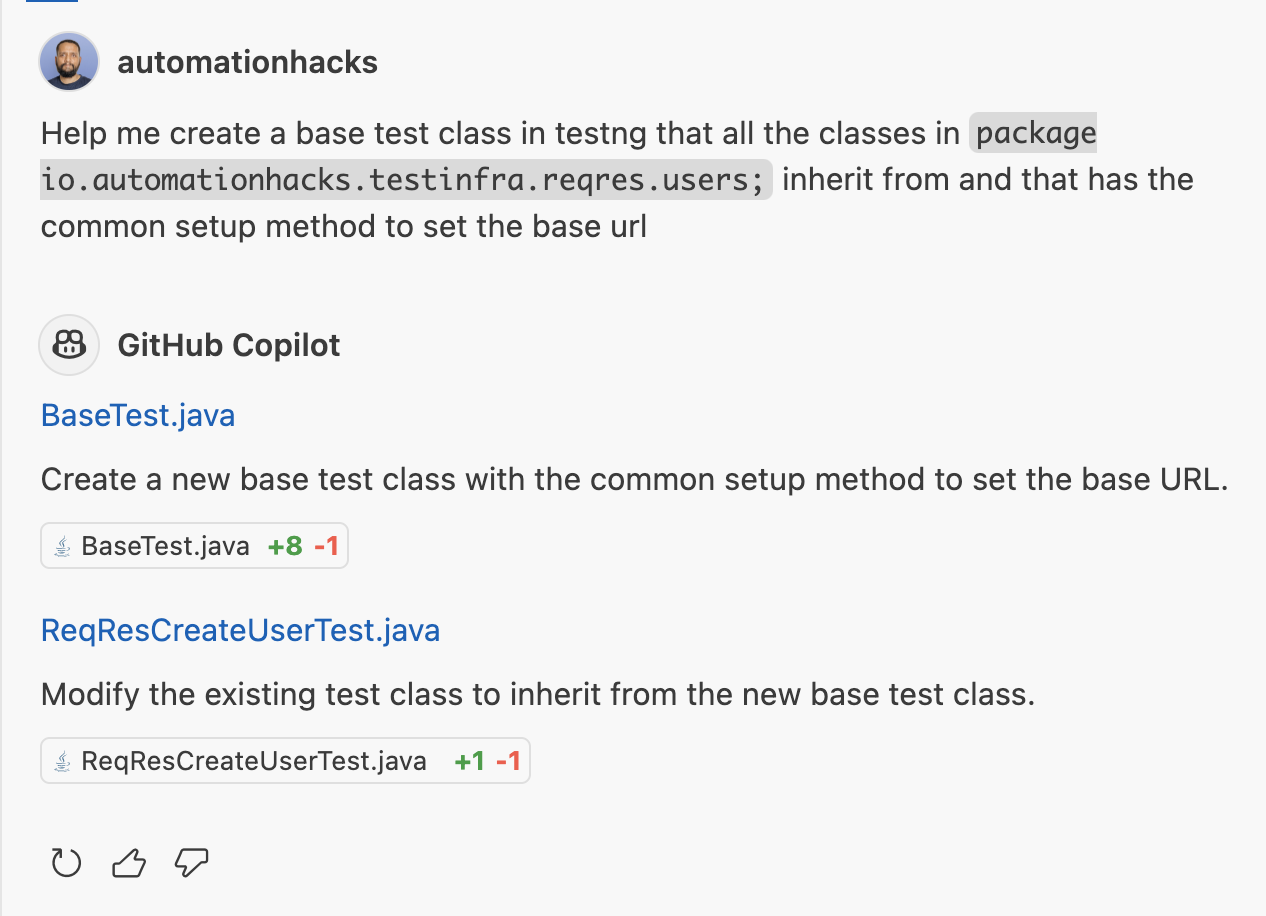 automationhacks
Help me create a base test class in testng that all the classes in package
io.automationhacks.testinfra.reqres.users; inherit from and that has the
common setup method to set the base url
GitHub Copilot
BaseTest.java
Create a new base test class with the common setup method to set the base URL.
BaseTest.java +8 -1
ReqResCreateUserTest.java
Modify the existing test class to inherit from the new base test class.
ReqResCreateUserTest.java +1 -1